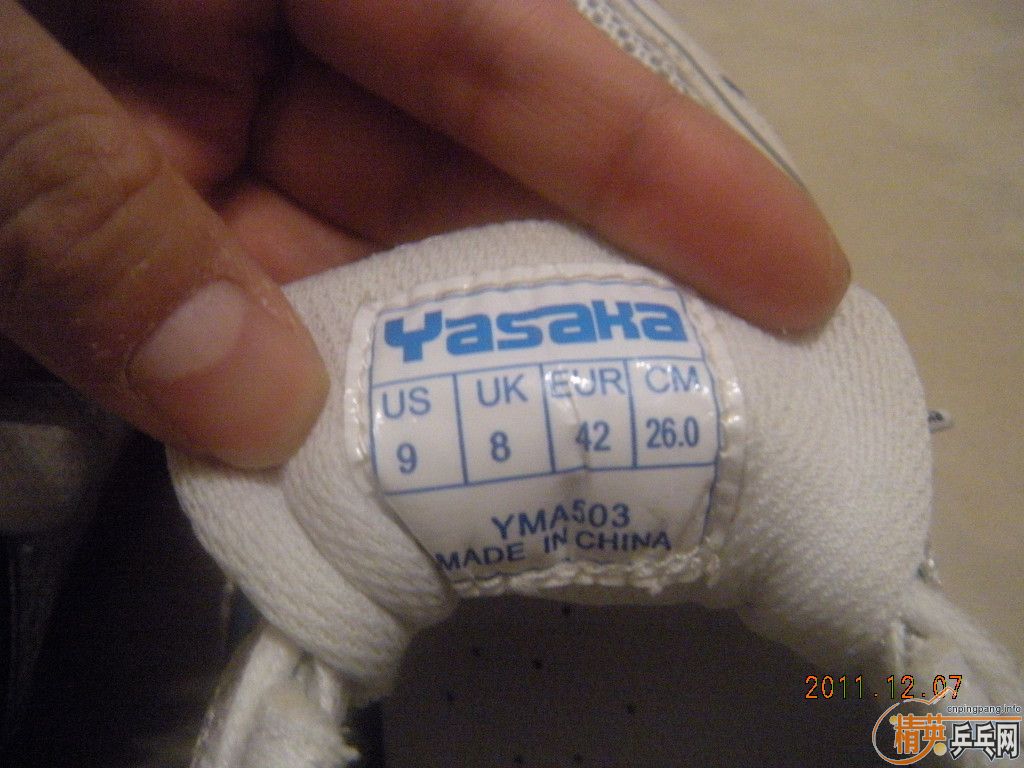 Yasaka
US UK EUR CM
9 8 42 26.0
YMA503
MADE IN CHINA
2011.12.07
cnpingpang.info
精英乒乓网